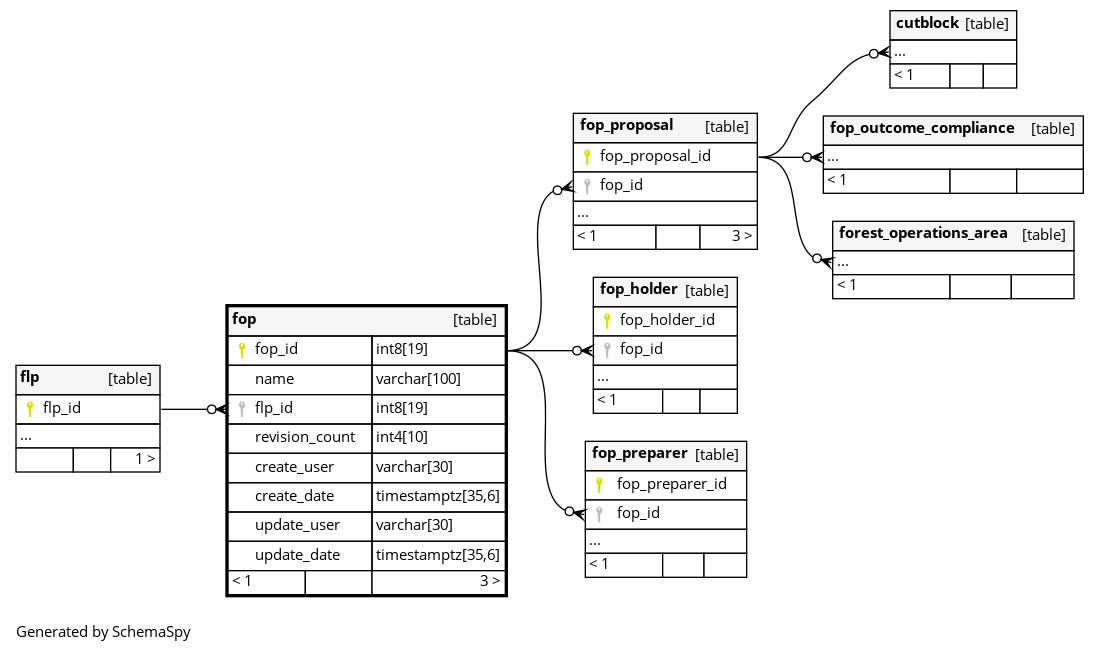 flp [table]
flp_id
...
1 >
fop [table]
fop_id int8[19]
name varchar[100]
flp_id int8[19]
revision_count int4[10]
create_user varchar[30]
create_date timestamptz[35,6]
update_user varchar[30]
update_date timestamptz[35,6]
< 1 3 >
fop_proposal [table]
fop_proposal_id
fop_id
...
< 1 3 >
fop_holder [table]
fop_holder_id
fop_id
...
< 1
fop_preparer [table]
fop_preparer_id
fop_id
...
< 1
cutblock [table]
...
< 1
fop_outcome_compliance [table]
...
< 1
forest_operations_area [table]
...
< 1
Generated by SchemaSpy